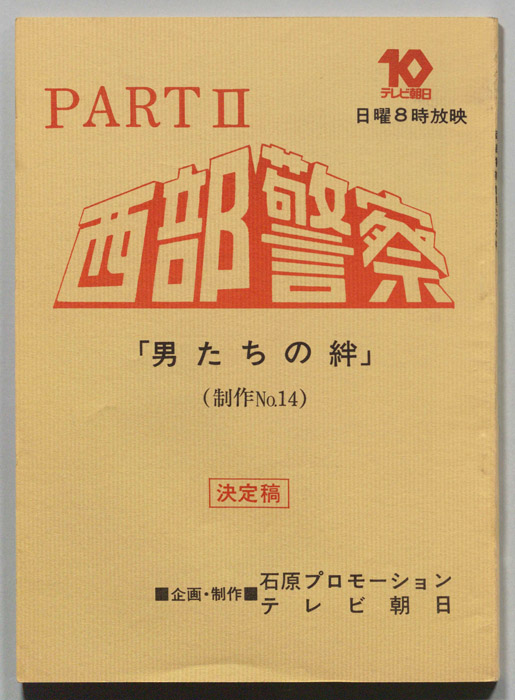 10
テレビ朝日
日曜8時放映
PART II
西部警察
「男たちの絆」
(制作No.14)
決定稿
■企画・制作■
石原プロモーション
テレビ朝日